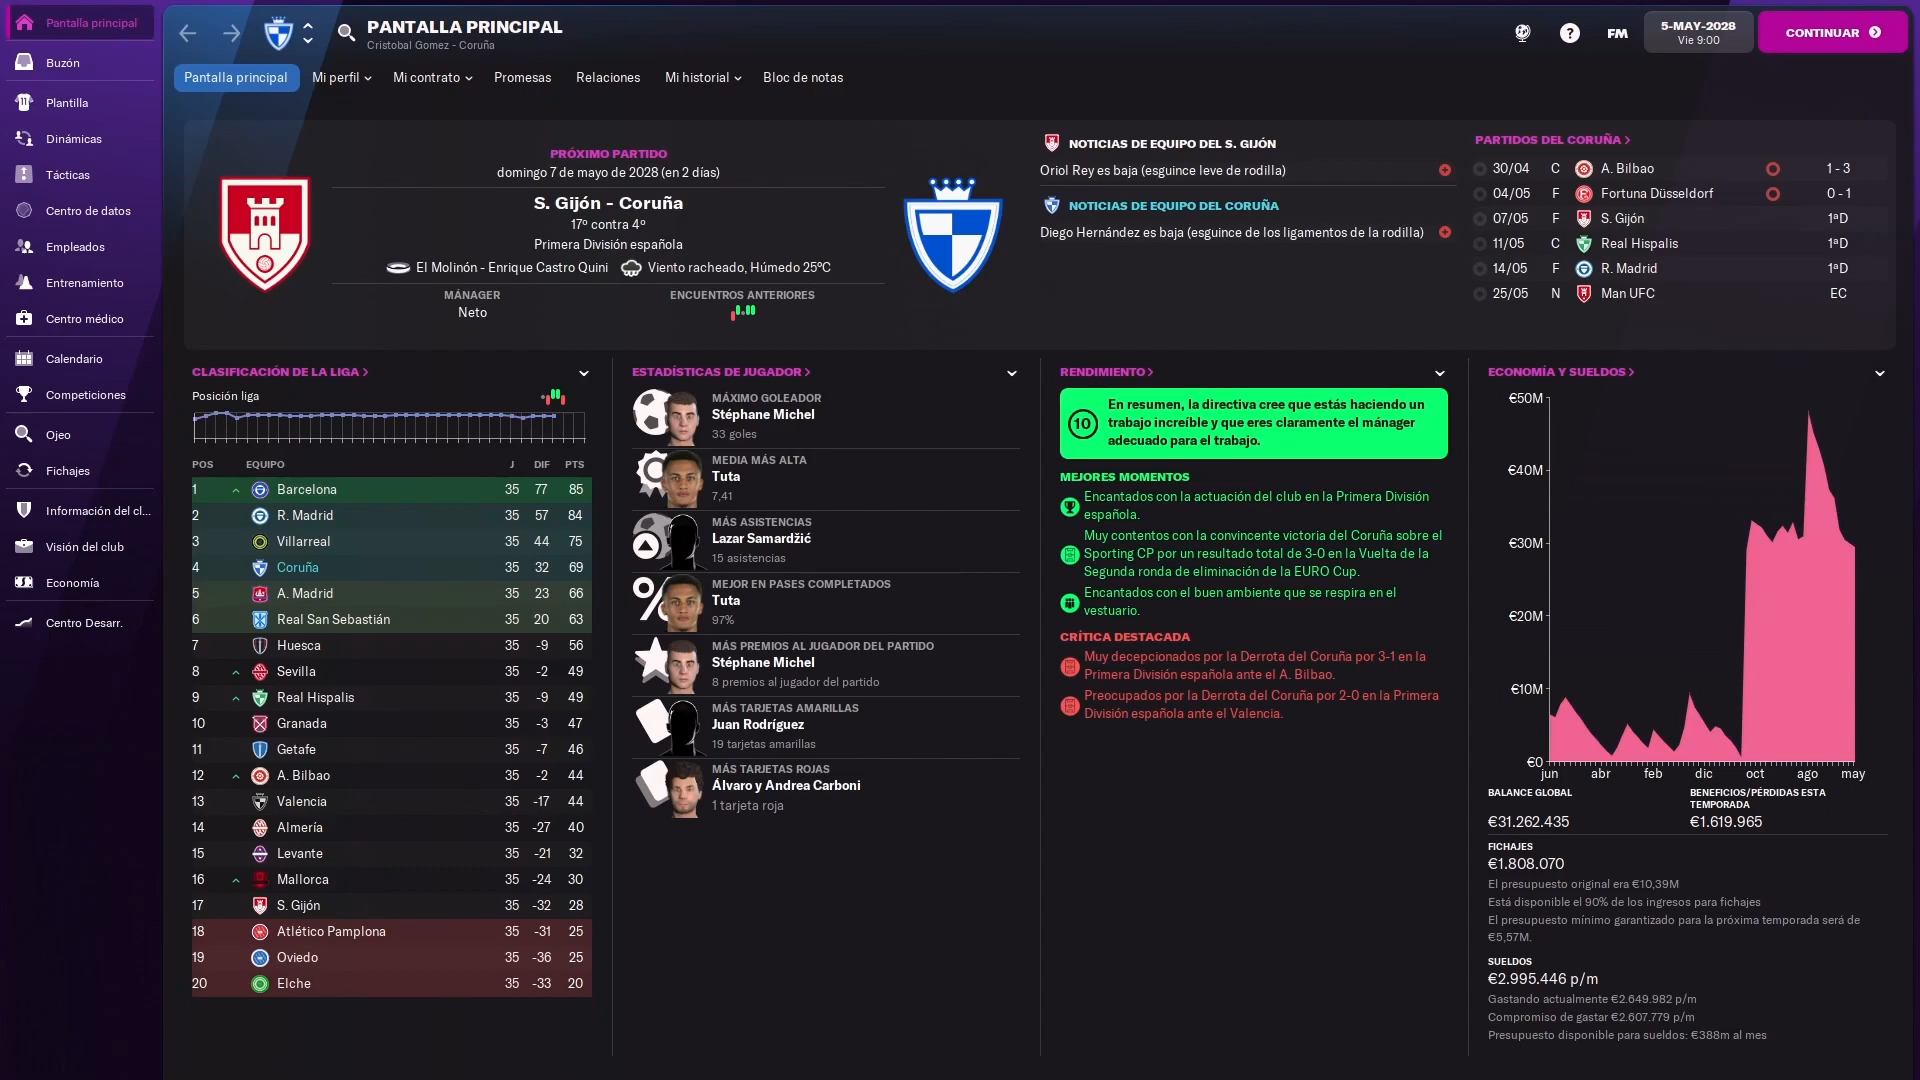 Pantalla principal
Buzón
Plantilla
Dinámicas
Tácticas
Centro de datos
Empleados
Entrenamiento
Centro médico
Calendario
Competiciones
Ojeo
Fichajes
Información del cl...
Visión del club
Economía
Centro Desarr.
PANTALLA PRINCIPAL
Cristobal Gomez - Coruña
FM
5-MAY-2028
Vie 9:00
CONTINUAR
Pantalla principal Mi perfil Mi contrato Promesas Relaciones Mi historial Bloc de notas
PRÓXIMO PARTIDO
domingo 7 de mayo de 2028 (en 2 días)
S. Gijón - Coruña
17º contra 4º
Primera División española
El Molinón - Enrique Castro Quini Viento racheado, Húmedo 25ºC
MÁNAGER
Neto
ENCUENTROS ANTERIORES
NOTICIAS DE EQUIPO DEL S. GIJÓN
Oriol Rey es baja (esguince leve de rodilla)
NOTICIAS DE EQUIPO DEL CORUÑA
Diego Hernández es baja (esguince de los ligamentos de la rodilla)
PARTIDOS DEL CORUÑA >
30/04 C A. Bilbao 1 - 3
04/05 F Fortuna Düsseldorf 0 - 1
07/05 F S. Gijón 1ªD
11/05 C Real Hispalis 1ªD
14/05 F R. Madrid 1ªD
25/05 N Man UFC EC
CLASIFICACIÓN DE LA LIGA >
Posición liga
POS EQUIPO J DIF PTS
1 Barcelona 35 77 85
2 R. Madrid 35 57 84
3 Villarreal 35 44 75
4 Coruña 35 32 69
5 A. Madrid 35 23 66
6 Real San Sebastián 35 20 63
7 Huesca 35 -9 56
8 Sevilla 35 -2 49
9 Real Hispalis 35 -9 49
10 Granada 35 -3 47
11 Getafe 35 -7 46
12 A. Bilbao 35 -2 44
13 Valencia 35 -17 44
14 Almería 35 -27 40
15 Levante 35 -21 32
16 Mallorca 35 -24 30
17 S. Gijón 35 -32 28
18 Atlético Pamplona 35 -31 25
19 Oviedo 35 -36 25
20 Elche 35 -33 20
ESTADÍSTICAS DE JUGADOR >
MÁXIMO GOLEADOR
Stéphane Michel
33 goles
MEDIA MÁS ALTA
Tuta
7,41
MÁS ASISTENCIAS
Lazar Samardžić
15 asistencias
MEJOR EN PASES COMPLETADOS
Tuta
97%
MÁS PREMIOS AL JUGADOR DEL PARTIDO
Stéphane Michel
8 premios al jugador del partido
MÁS TARJETAS AMARILLAS
Juan Rodríguez
19 tarjetas amarillas
MÁS TARJETAS ROJAS
Álvaro y Andrea Carboni
1 tarjeta roja
RENDIMIENTO >
10
En resumen, la directiva cree que estás haciendo un
trabajo increíble y que eres claramente el mánager
adecuado para el trabajo.
MEJORES MOMENTOS
Encantados con la actuación del club en la Primera División
española.
Muy contentos con la convincente victoria del Coruña sobre el
Sporting CP por un resultado total de 3-0 en la Vuelta de la
Segunda ronda de eliminación de la EURO Cup.
Encantados con el buen ambiente que se respira en el
vestuario.
CRÍTICA DESTACADA
Muy decepcionados por la Derrota del Coruña por 3-1 en la
Primera División española ante el A. Bilbao.
Preocupados por la Derrota del Coruña por 2-0 en la Primera
División española ante el Valencia.
ECONOMÍA Y SUELDOS >
€50M
€40M
€30M
€20M
€10M
€0
jun abr feb dic oct ago may
BALANCE GLOBAL
€31.262.435
BENEFICIOS/PÉRDIDAS ESTA
TEMPORADA
€1.619.965
FICHAJES
€1.808.070
El presupuesto original era €10,39M
Está disponible el 90% de los ingresos para fichajes
El presupuesto mínimo garantizado para la próxima temporada será de
€5,57M.
SUELDOS
€2.995.446 p/m
Gastando actualmente €2.649.982 p/m
Compromiso de gastar €2.607.779 p/m
Presupuesto disponible para sueldos: €388m al mes